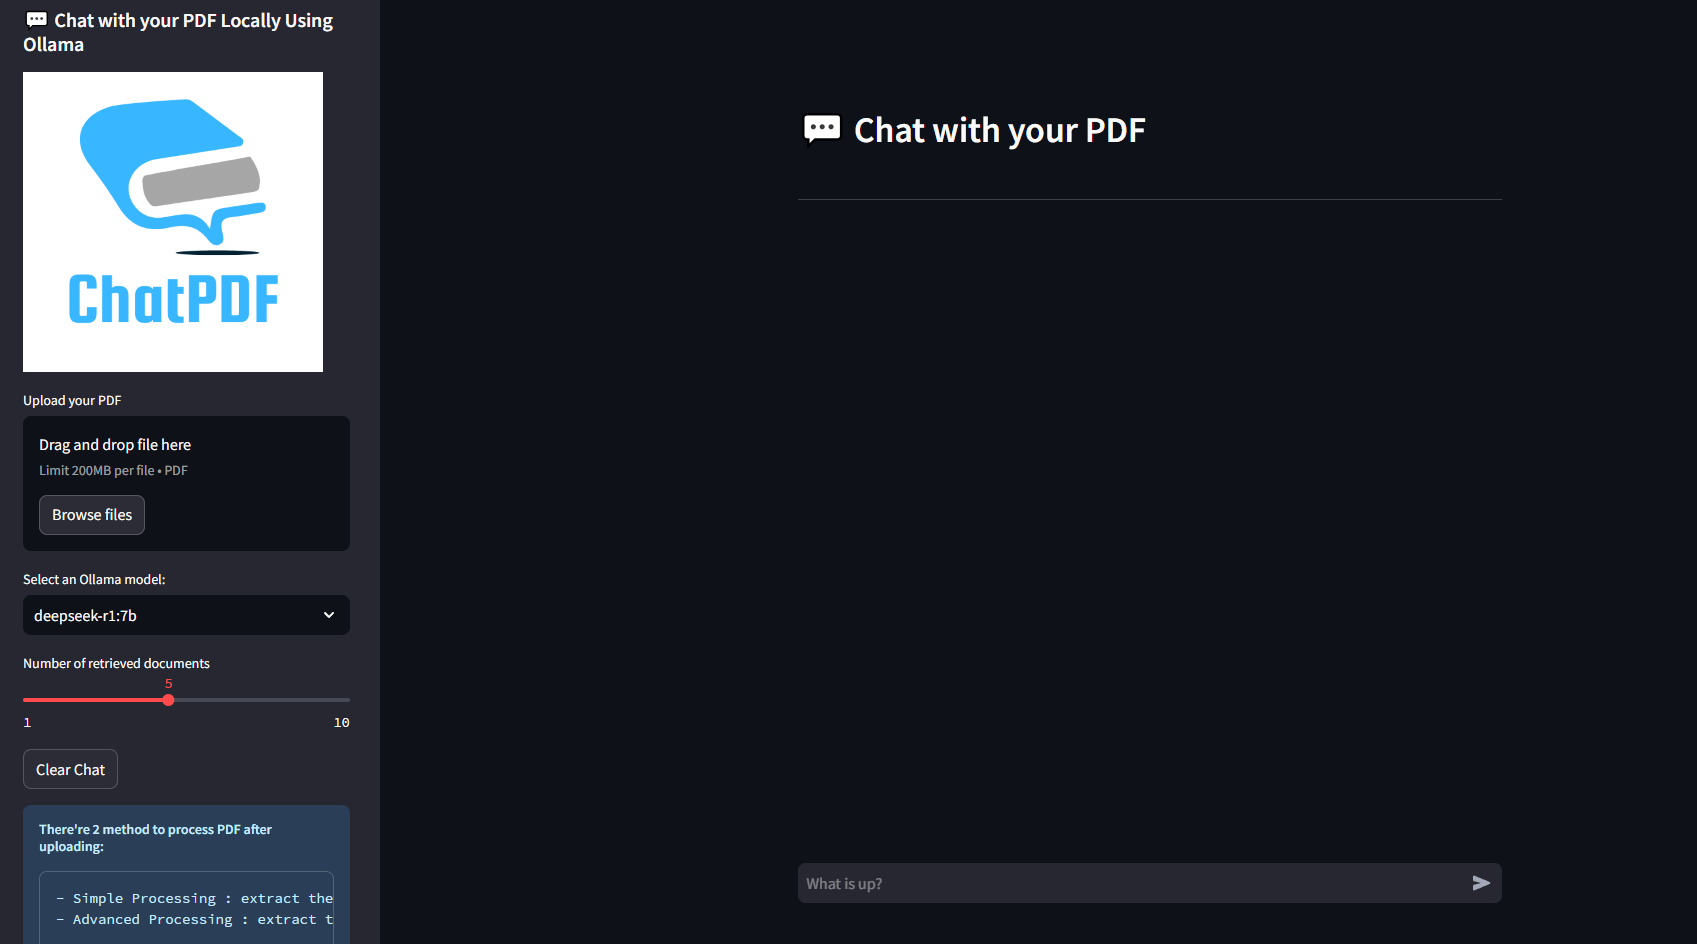 💬 Chat with your PDF Locally Using
Ollama
ChatPDF
Upload your PDF
Drag and drop file here
Limit 200MB per file • PDF
Browse files
Select an Ollama model:
deepseek-r1:7b
Number of retrieved documents
5
1 10
Clear Chat
There're 2 method to process PDF after
uploading:
- Simple Processing : extract the
- Advanced Processing : extract t
💬 Chat with your PDF
What is up?